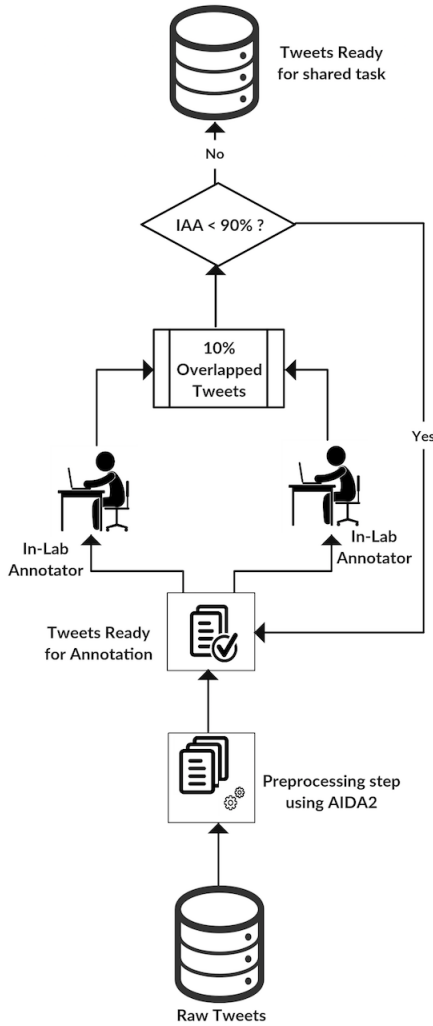 Tweets Ready
for shared task
No
IAA < 90% ?
10%
Overlapped
Tweets
Yes
In-Lab
Annotator
In-Lab
Annotator
Tweets Ready
for Annotation
Preprocessing step
using AIDA2
Raw Tweets